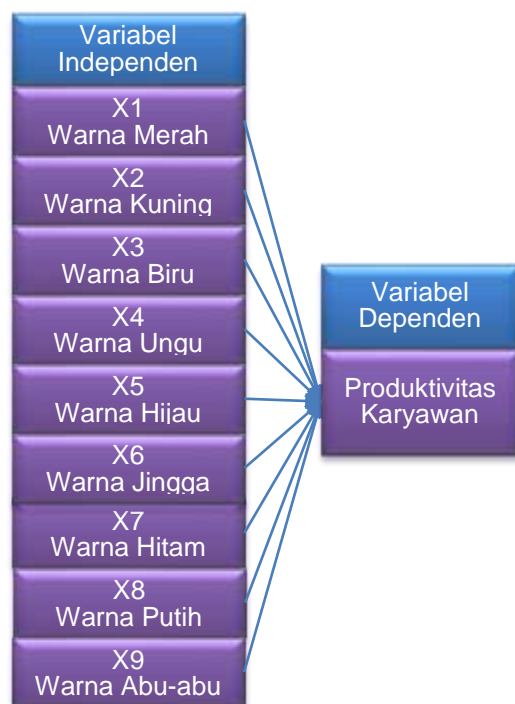 Variabel
Independen
X1
Warna Merah
X2
Warna Kuning
X3
Warna Biru
X4
Warna Ungu
X5
Warna Hijau
X6
Warna Jingga
X7
Warna Hitam
X8
Warna Putih
X9
Warna Abu-abu
Variabel
Dependen
Produktivitas
Karyawan